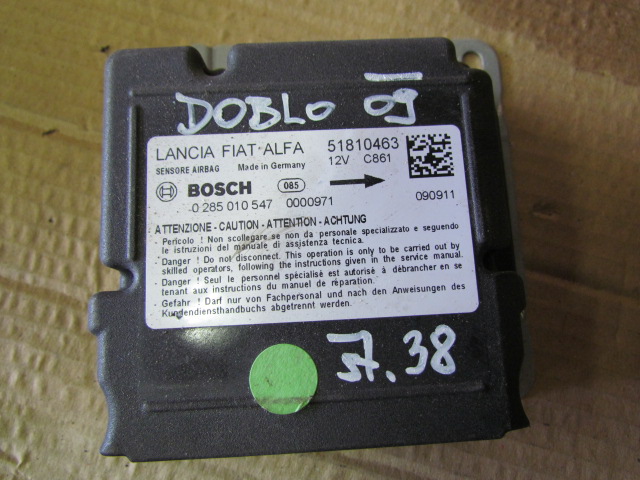 DOBLO 09
LANCIA FIAT ALFA 51810463
SENSORE AIRBAG Made in Germany 12V C861
BOSCH 085
0 285 010 547 0000971 090911
ATTENZIONE - CAUTION - ATTENTION - ACHTUNG
- Pericolo ! Non scollegare se non da personale specializzato e seguendo
le istruzioni del manuale di assistenza tecnica.
- Danger ! Do not disconnect. This operation is only to be carried out by
skilled operators, following the instructions given in the service manual.
- Danger ! Seul le personnel spécialisé est autorisé à débrancher en se
tenant aux instructions du manuel de réparation.
- Gefahr ! Darf nur von Fachpersonal und nach den Anweisungen des
Kundendiensthandbuchs abgetrennt werden.
37.38